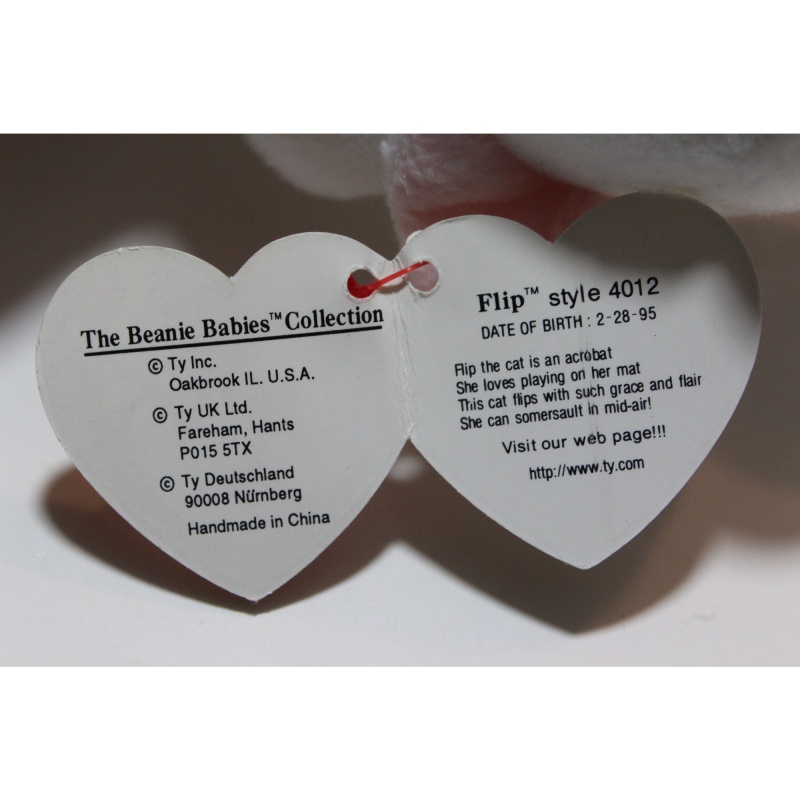 The Beanie Babies™ Collection
© Ty Inc.
Oakbrook IL. U.S.A.
© Ty UK Ltd.
Fareham, Hants
P015 5TX
© Ty Deutschland
90008 Nürnberg
Handmade in China
Flip™ style 4012
DATE OF BIRTH : 2-28-95
Flip the cat is an acrobat
She loves playing on her mat
This cat flips with such grace and flair
She can somersault in mid-air!
Visit our web page!!!
http://www.ty.com